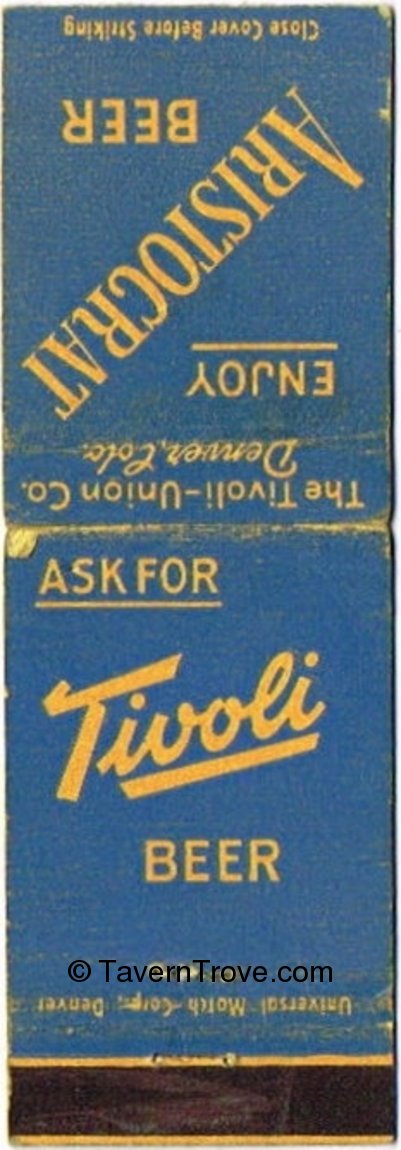 Close Cover Before Striking
ENJOY
ARISTOCRAT
BEER
The Tivoli-Union Co.
Denver, Colo.
ASK FOR
Tivoli
BEER
© TavernTrove.com
Universal Match Corp., Denver